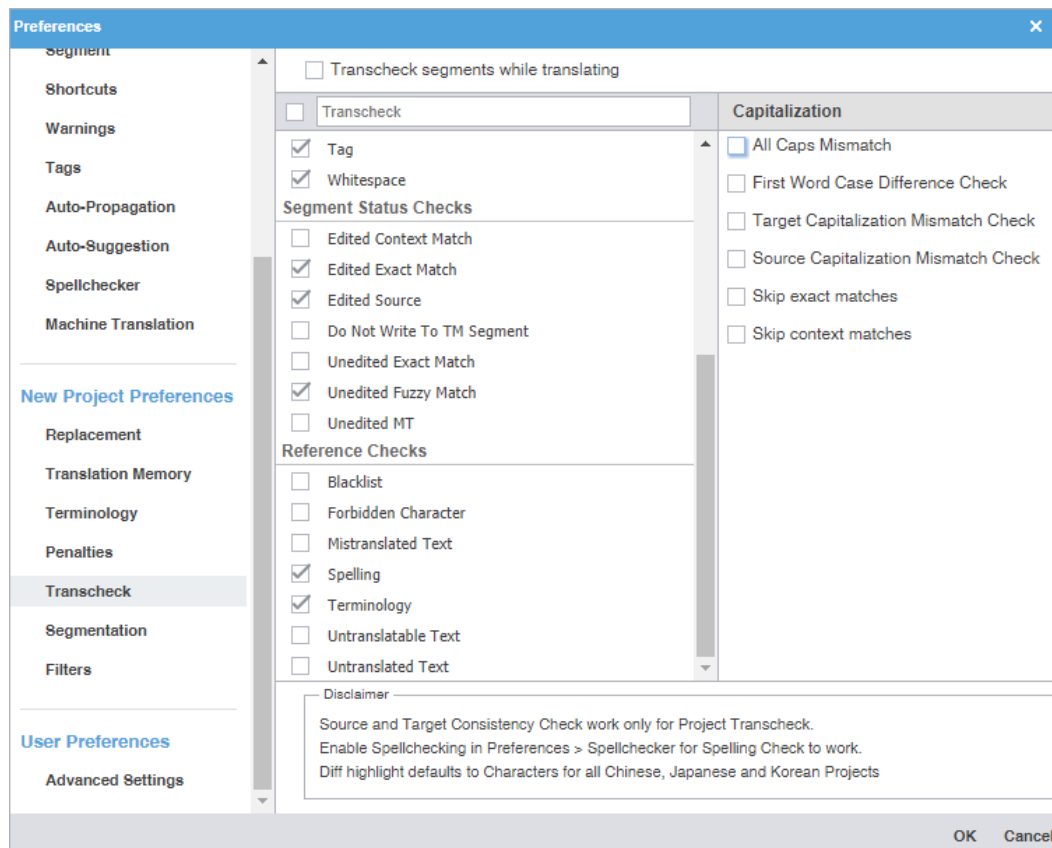 Preferences
Segment
Shortcuts
Warnings
Tags
Auto-Propagation
Auto-Suggestion
Spellchecker
Machine Translation
New Project Preferences
Replacement
Translation Memory
Terminology
Penalties
Transcheck
Segmentation
Filters
User Preferences
Advanced Settings
Transcheck segments while translating
Transcheck
Tag
Whitespace
Segment Status Checks
Edited Context Match
Edited Exact Match
Edited Source
Do Not Write To TM Segment
Unedited Exact Match
Unedited Fuzzy Match
Unedited MT
Reference Checks
Blacklist
Forbidden Character
Mistranslated Text
Spelling
Terminology
Untranslatable Text
Untranslated Text
Capitalization
All Caps Mismatch
First Word Case Difference Check
Target Capitalization Mismatch Check
Source Capitalization Mismatch Check
Skip exact matches
Skip context matches
Disclaimer
Source and Target Consistency Check work only for Project Transcheck.
Enable Spellchecking in Preferences > Spellchecker for Spelling Check to work.
Diff highlight defaults to Characters for all Chinese, Japanese and Korean Projects
OK Cancel